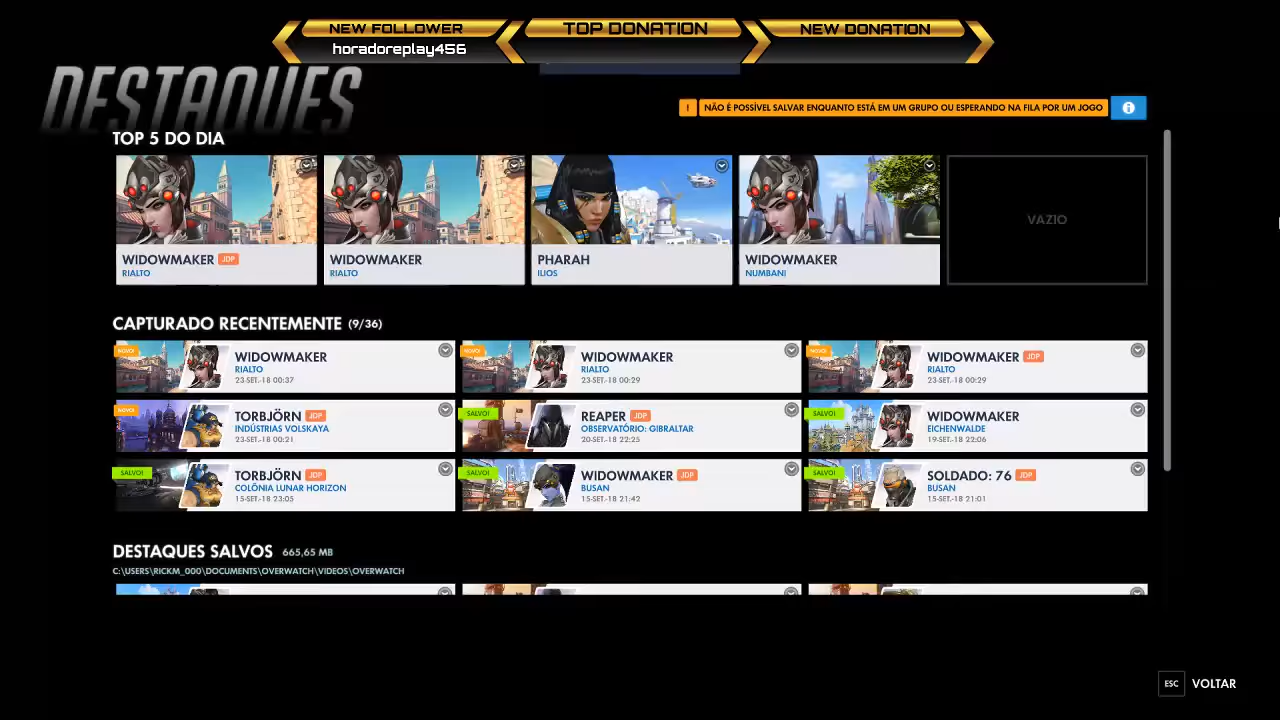 NEW FOLLOWER
horadoreplay456
TOP DONATION
NEW DONATION
DESTAQUES
! NÃO É POSSÍVEL SALVAR ENQUANTO ESTÁ EM UM GRUPO OU ESPERANDO NA FILA POR UM JOGO
TOP 5 DO DIA
WIDOWMAKER JDP
RIALTO
WIDOWMAKER
RIALTO
PHARAH
ILIOS
WIDOWMAKER
NUMBANI
VAZIO
CAPTURADO RECENTEMENTE (9/36)
NOVO!
WIDOWMAKER
RIALTO
23-SET.-18 00:37
NOVO!
WIDOWMAKER
RIALTO
23-SET.-18 00:29
NOVO!
WIDOWMAKER JDP
RIALTO
23-SET.-18 00:29
NOVO!
TORBJÖRN JDP
INDÚSTRIAS VOLSKAYA
23-SET.-18 00:21
SALVO!
REAPER JDP
OBSERVATÓRIO: GIBRALTAR
20-SET.-18 22:25
SALVO!
WIDOWMAKER
EICHENWALDE
19-SET.-18 22:06
SALVO!
TORBJÖRN JDP
COLÔNIA LUNAR HORIZON
15-SET.-18 23:05
SALVO!
WIDOWMAKER JDP
BUSAN
15-SET.-18 21:42
SALVO!
SOLDADO: 76 JDP
BUSAN
15-SET.-18 21:01
DESTAQUES SALVOS 665,65 MB
C:\USERS\RICKM_000\DOCUMENTS\OVERWATCH\VIDEOS\OVERWATCH
ESC VOLTAR